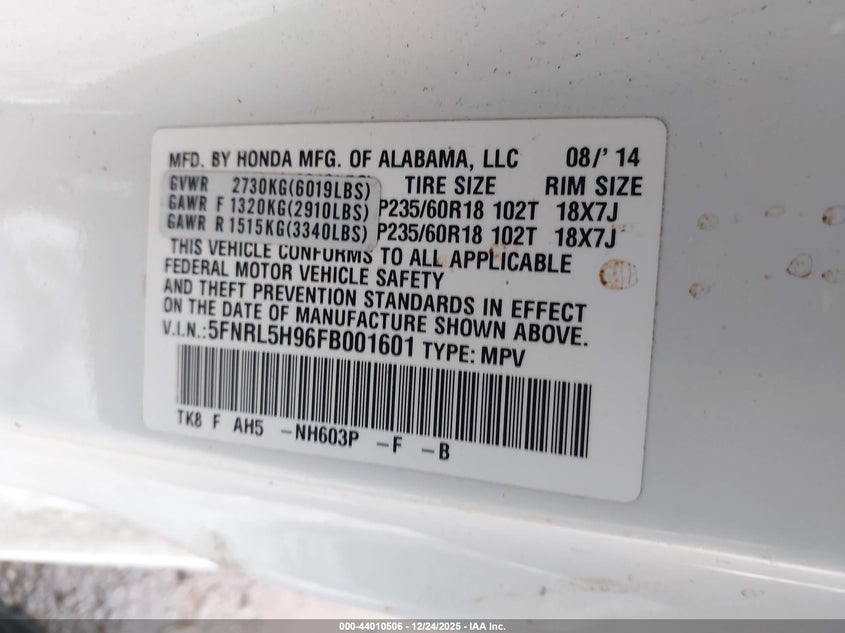 MFD. BY HONDA MFG. OF ALABAMA, LLC 08/'14
GVWR 2730KG(6019LBS) TIRE SIZE RIM SIZE
GAWR F 1320KG(2910LBS) P235/60R18 102T 18X7J
GAWR R 1515KG(3340LBS) P235/60R18 102T 18X7J
THIS VEHICLE CONFORMS TO ALL APPLICABLE
FEDERAL MOTOR VEHICLE SAFETY
AND THEFT PREVENTION STANDARDS IN EFFECT
ON THE DATE OF MANUFACTURE SHOWN ABOVE.
V.I.N.:5FNRL5H96FB001601 TYPE: MPV
TK8 F AH5 -NH603P -F -B
000-44010506 - 12/24/2025 - IAA Inc.